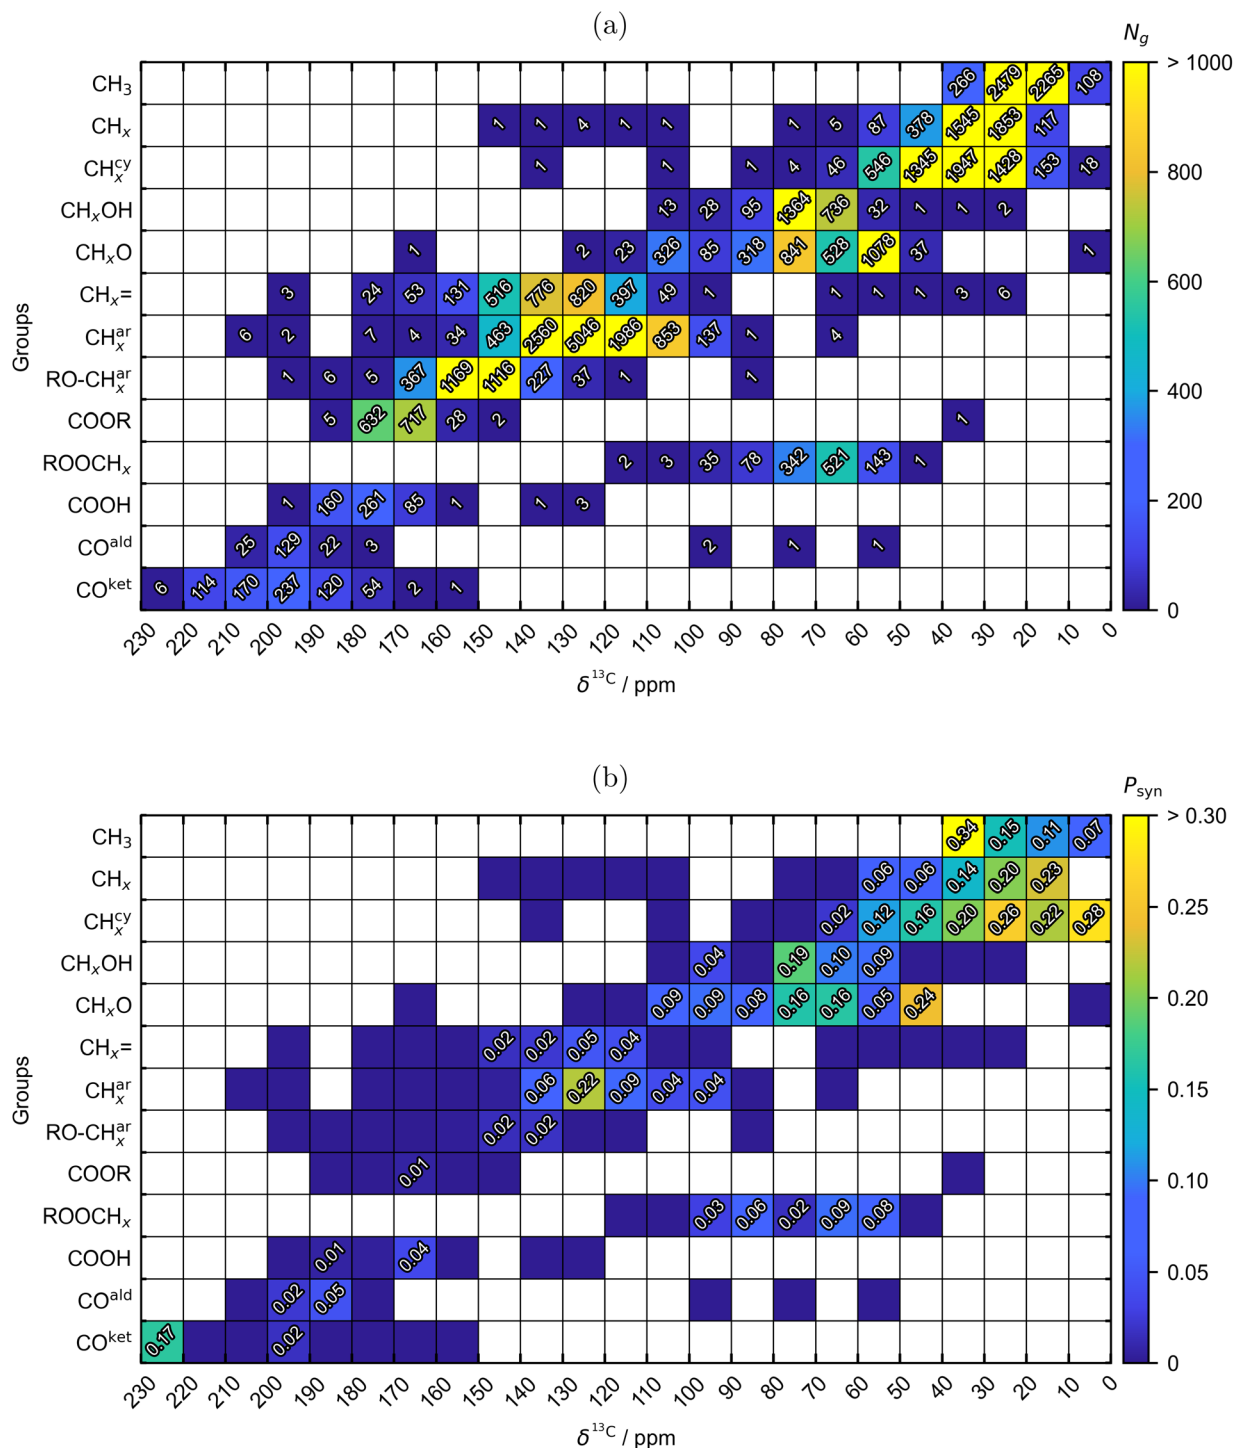 (a)
N_g
CH₃ 266 2479 2265 108 > 1000
CHₓ 1 1 4 1 1 1 5 87 378 1545 1853 117
CHₓ^cy 1 1 1 4 46 546 1345 1947 1428 153 18 800
CHₓOH 13 28 95 1364 736 32 1 1 2
CHₓO 1 2 23 326 85 318 841 528 1078 37 1
600
CHₓ= 3 24 53 131 516 776 820 397 49 1 1 1 1 3 6
Groups
CHₓ^ar 6 2 7 4 34 463 2560 5046 1986 853 137 1 4
RO-CHₓ^ar 1 6 5 367 1169 1116 227 37 1 1 400
COOR 5 632 717 28 2 1
ROOCHₓ 2 3 35 78 342 521 143 1
COOH 1 160 261 85 1 1 3 200
CO^ald 25 129 22 3 2 1 1
CO^ket 6 114 170 237 120 54 2 1 0
230 220 210 200 190 180 170 160 150 140 130 120 110 100 90 80 70 60 50 40 30 20 10 0
δ ¹³C / ppm
(b)
P_syn
CH₃ 0.34 0.15 0.11 0.07 > 0.30
CHₓ 0.06 0.06 0.14 0.20 0.23
CHₓ^cy 0.02 0.12 0.16 0.20 0.26 0.22 0.28 0.25
CHₓOH 0.04 0.19 0.10 0.09
CHₓO 0.09 0.09 0.08 0.16 0.16 0.05 0.24 0.20
CHₓ= 0.02 0.02 0.05 0.04
Groups
CHₓ^ar 0.06 0.22 0.09 0.04 0.04 0.15
RO-CHₓ^ar 0.02 0.02
COOR 0.01 0.10
ROOCHₓ 0.03 0.06 0.02 0.09 0.08
COOH 0.01 0.04 0.05
CO^ald 0.02 0.05
CO^ket 0.17 0.02 0
230 220 210 200 190 180 170 160 150 140 130 120 110 100 90 80 70 60 50 40 30 20 10 0
δ ¹³C / ppm